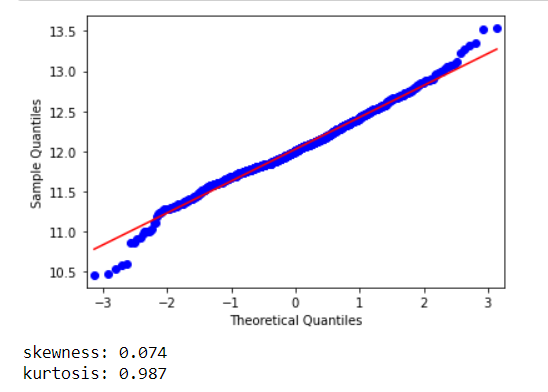 13.5
13.0
12.5
12.0
11.5
11.0
10.5
Sample Quantiles
−3 −2 −1 0 1 2 3
Theoretical Quantiles
skewness: 0.074
kurtosis: 0.987